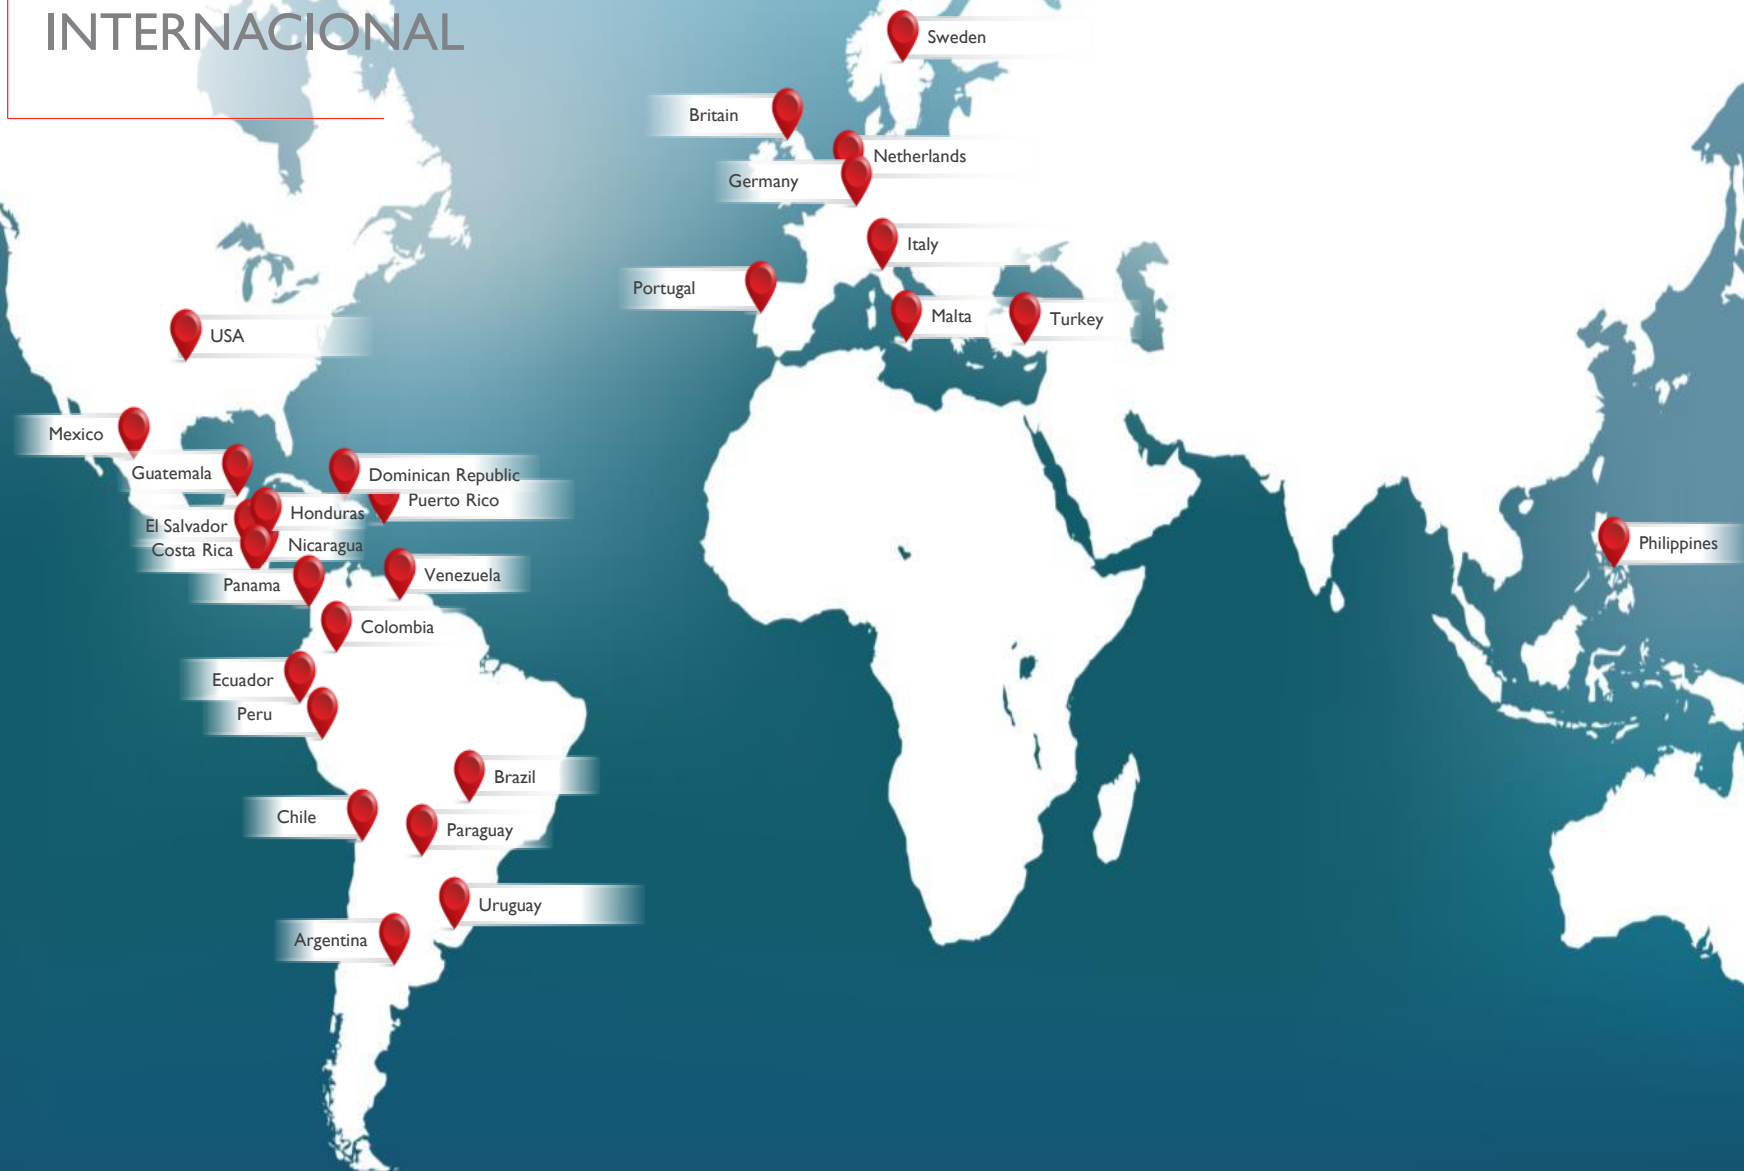 INTERNACIONAL
Sweden
Britain
Netherlands
Germany
Italy
Portugal
Malta
Turkey
USA
Mexico
Guatemala
Dominican Republic
Puerto Rico
Honduras
El Salvador
Nicaragua
Costa Rica
Philippines
Panama
Venezuela
Colombia
Ecuador
Peru
Brazil
Chile
Paraguay
Uruguay
Argentina